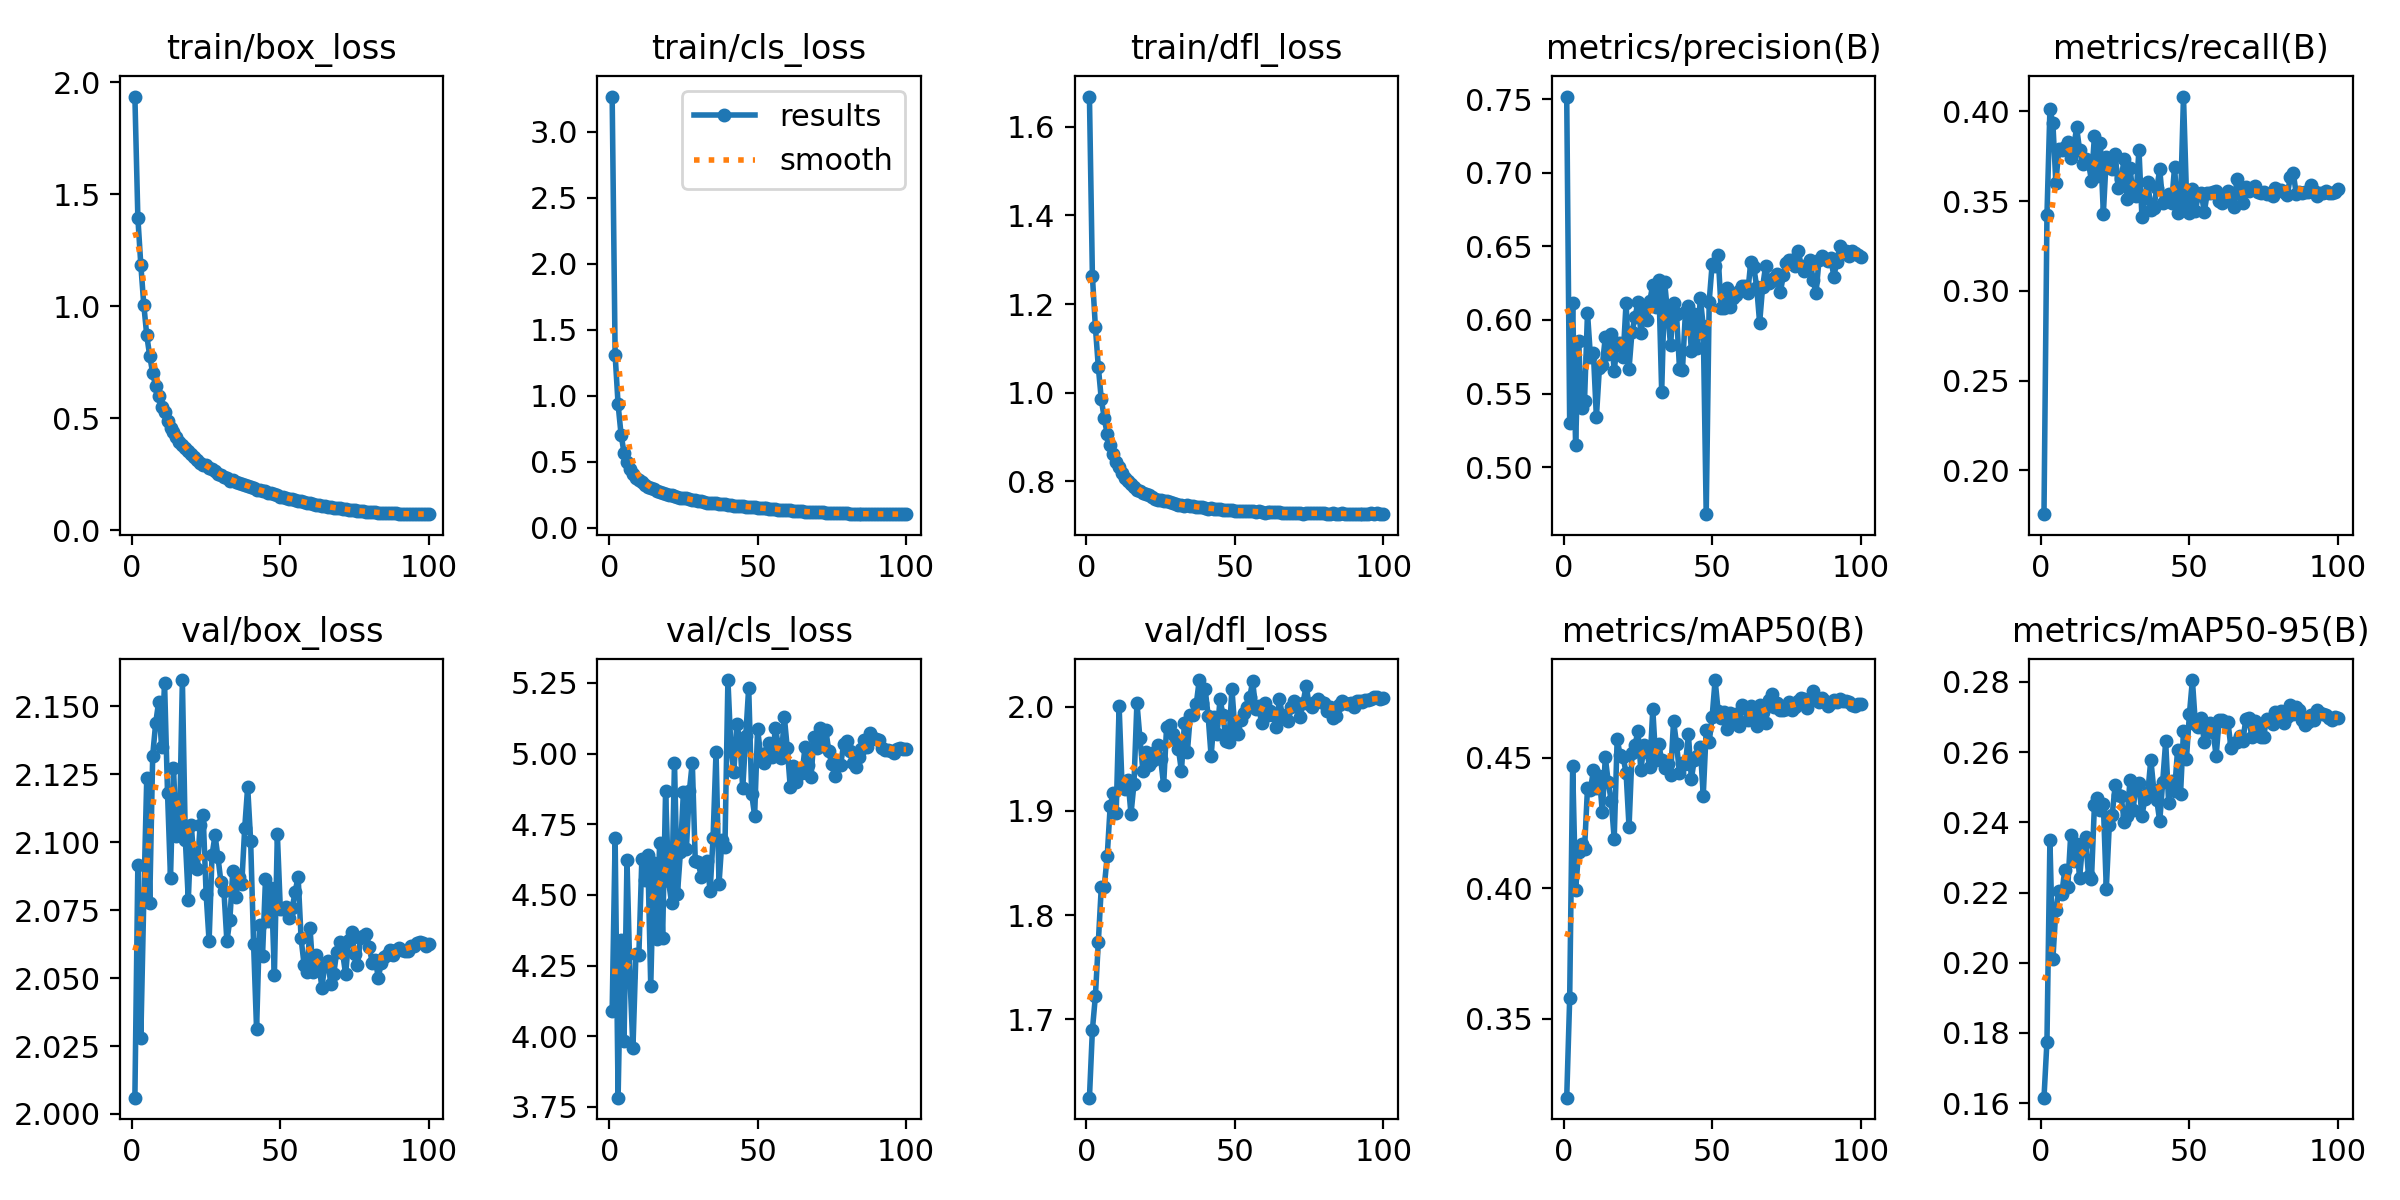 train/box_loss
2.0
1.5
1.0
0.5
0.0
0 50 100
train/cls_loss
results
smooth
3.0
2.5
2.0
1.5
1.0
0.5
0.0
0 50 100
train/dfl_loss
1.6
1.4
1.2
1.0
0.8
0 50 100
metrics/precision(B)
0.75
0.70
0.65
0.60
0.55
0.50
0 50 100
metrics/recall(B)
0.40
0.35
0.30
0.25
0.20
0 50 100
val/box_loss
2.150
2.125
2.100
2.075
2.050
2.025
2.000
0 50 100
val/cls_loss
5.25
5.00
4.75
4.50
4.25
4.00
3.75
0 50 100
val/dfl_loss
2.0
1.9
1.8
1.7
0 50 100
metrics/mAP50(B)
0.45
0.40
0.35
0 50 100
metrics/mAP50-95(B)
0.28
0.26
0.24
0.22
0.20
0.18
0.16
0 50 100